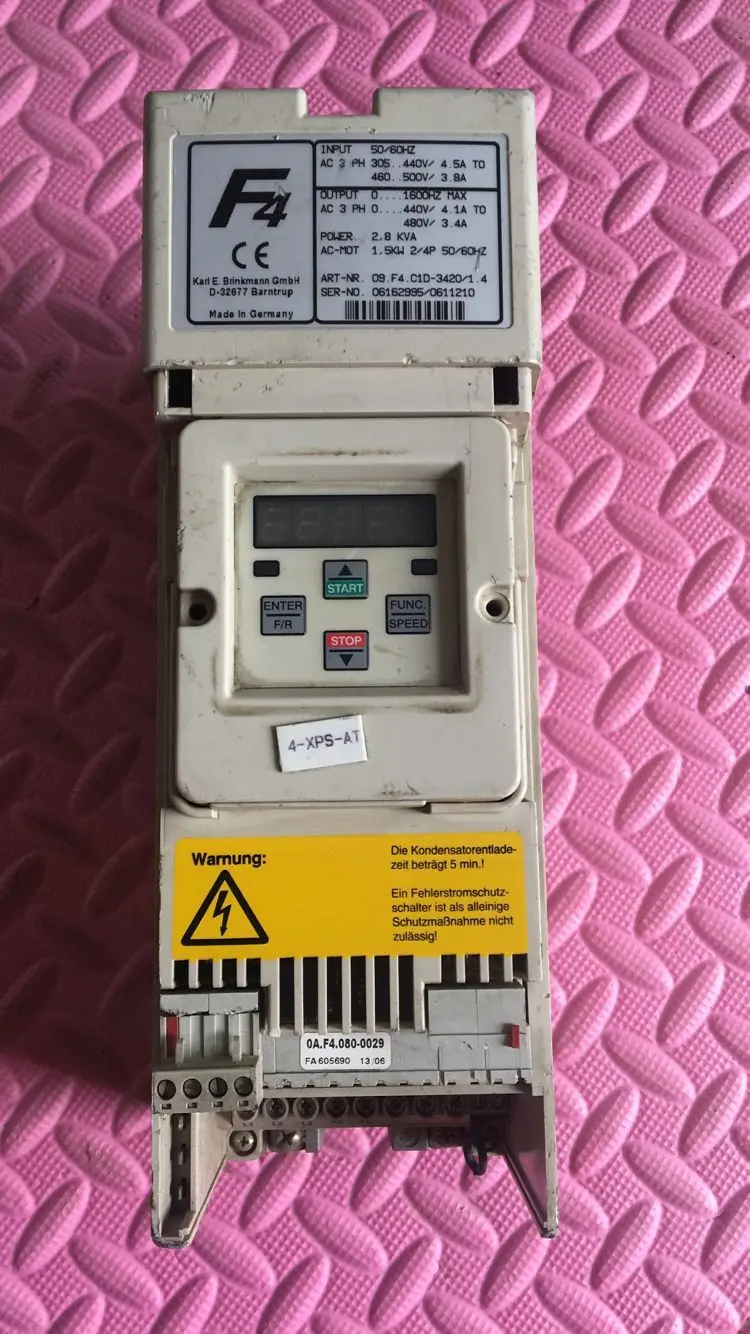 F4
CE
Karl E. Brinkmann GmbH
D-32677 Barntrup
Made in Germany
INPUT 50/60HZ
AC 3 PH 305..440V/ 4.5A TO
460..500V/ 3.8A
OUTPUT 0....1600HZ MAX
AC 3 PH 0....440V/ 4.1A TO
480V/ 3.4A
POWER 2.8 KVA
AC-MOT 1.5KW 2/4P 50/60HZ
ART-NR. 09.F4.C1D-3420/1.4
SER-NO. 06162995/0611210
START
ENTER
F/R
FUNC.
SPEED
STOP
4-XPS-AT
Warnung:
Die Kondensatorentlade-
zeit beträgt 5 min.!
Ein Fehlerstromschutz-
schalter ist als alleinige
Schutzmaßnahme nicht
zulässig!
0A.F4.080-0029
FA 605690 13/06
L1 L2 L3